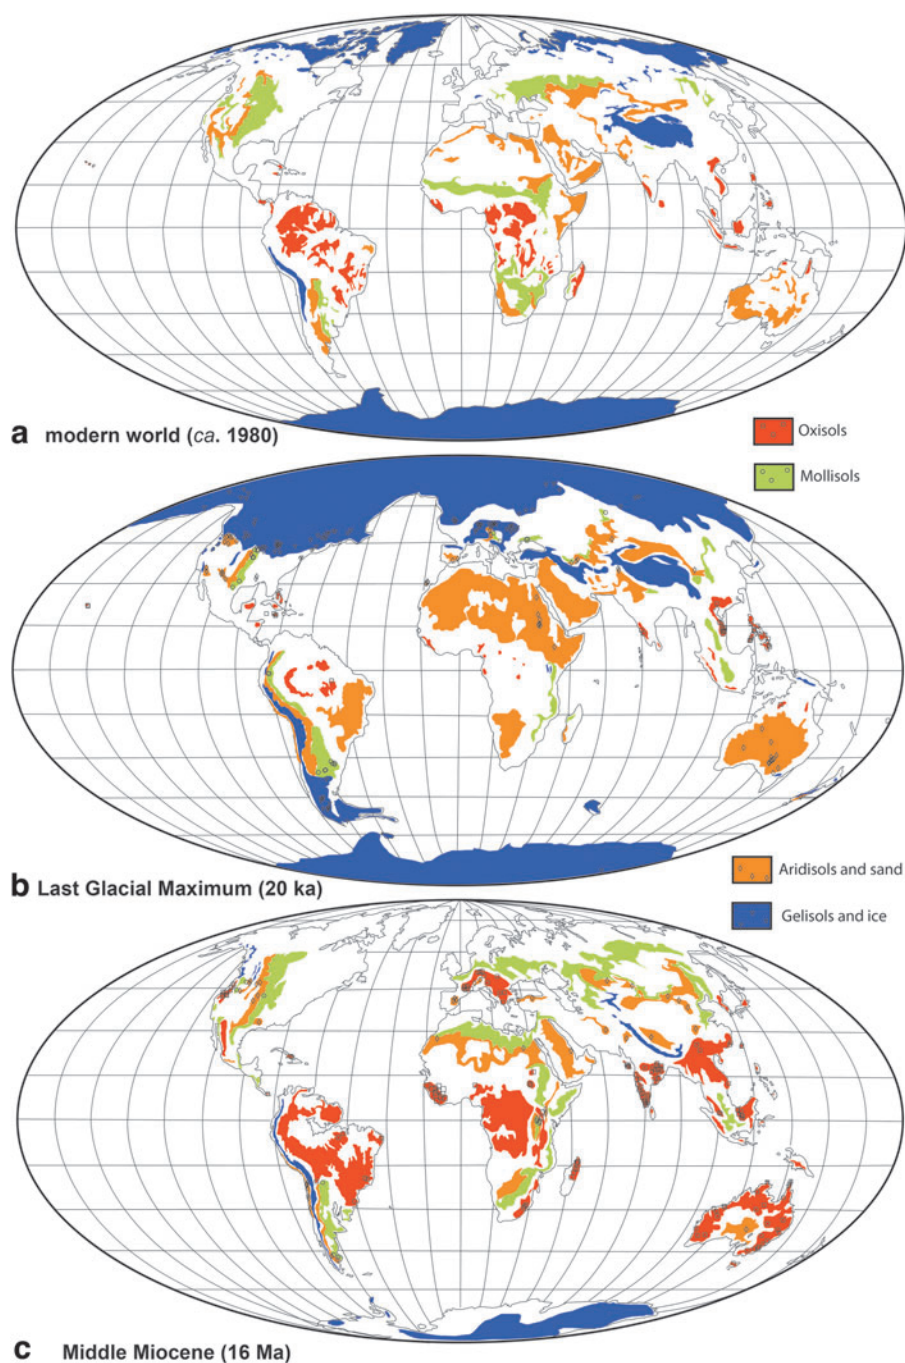 a modern world (ca. 1980)
Oxisols
Mollisols
b Last Glacial Maximum (20 ka)
Aridisols and sand
Gelisols and ice
c Middle Miocene (16 Ma)